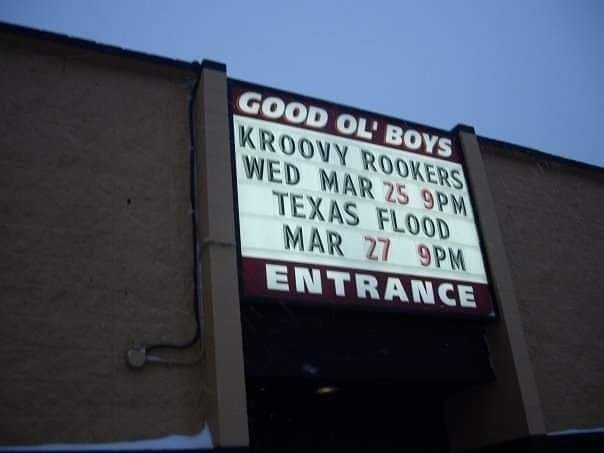 GOOD OL' BOYS
KROOVY ROOKERS
WED MAR 25 9PM
TEXAS FLOOD
MAR 27 9PM
ENTRANCE